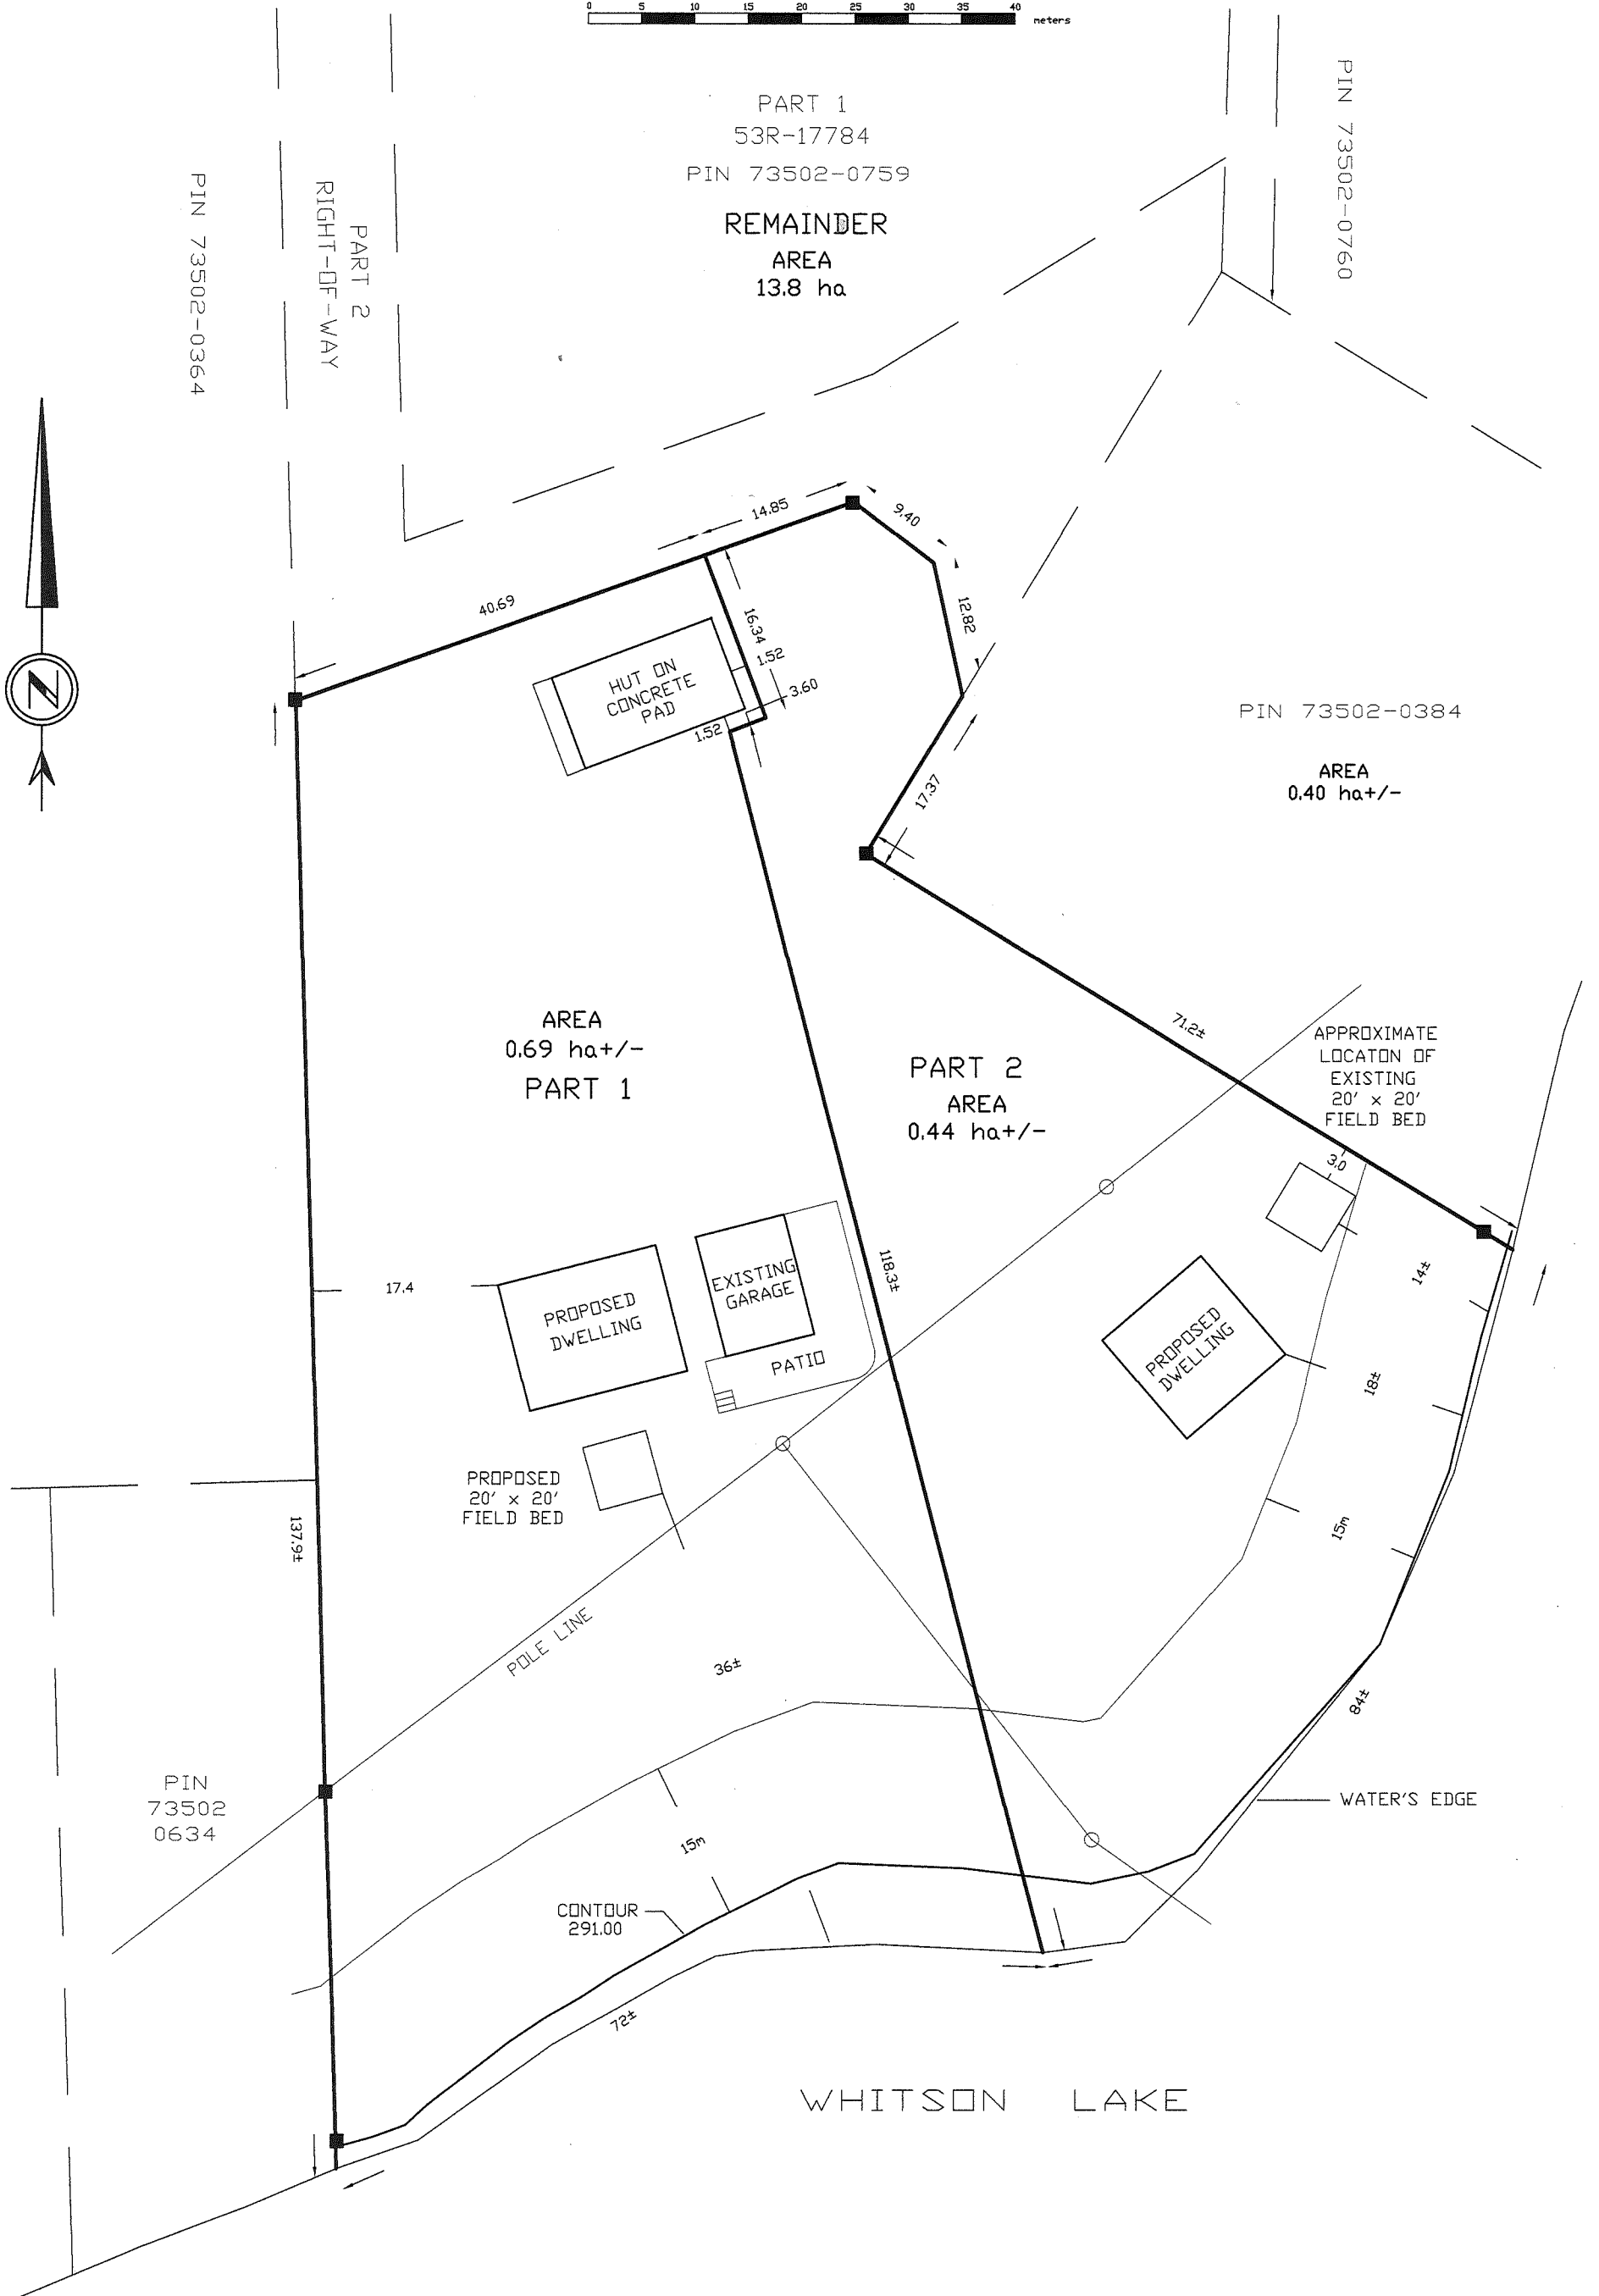 0 5 10 15 20 25 30 35 40 meters
PART 1
53R-17784
PIN 73502-0759
REMAINDER
AREA
13.8 ha
PIN 73502-0760
PIN 73502-0364
PART 2
RIGHT-OF-WAY
14.85
9.40
40.69
12.82
16.34
1.52
3.60
1.52
HUT ON
CONCRETE
PAD
17.37
PIN 73502-0384
AREA
0.40 ha+/-
N
AREA
0.69 ha+/-
PART 1
PART 2
AREA
0.44 ha+/-
71.2±
APPROXIMATE
LOCATON OF
EXISTING
20' x 20'
FIELD BED
3.0
118.3±
14±
17.4
PROPOSED
DWELLING
EXISTING
GARAGE
PATIO
PROPOSED
DWELLING
18±
PROPOSED
20' x 20'
FIELD BED
137.9±
15m
POLE LINE
36±
84±
PIN
73502
0634
WATER'S EDGE
15m
CONTOUR
291.00
72±
WHITSON LAKE